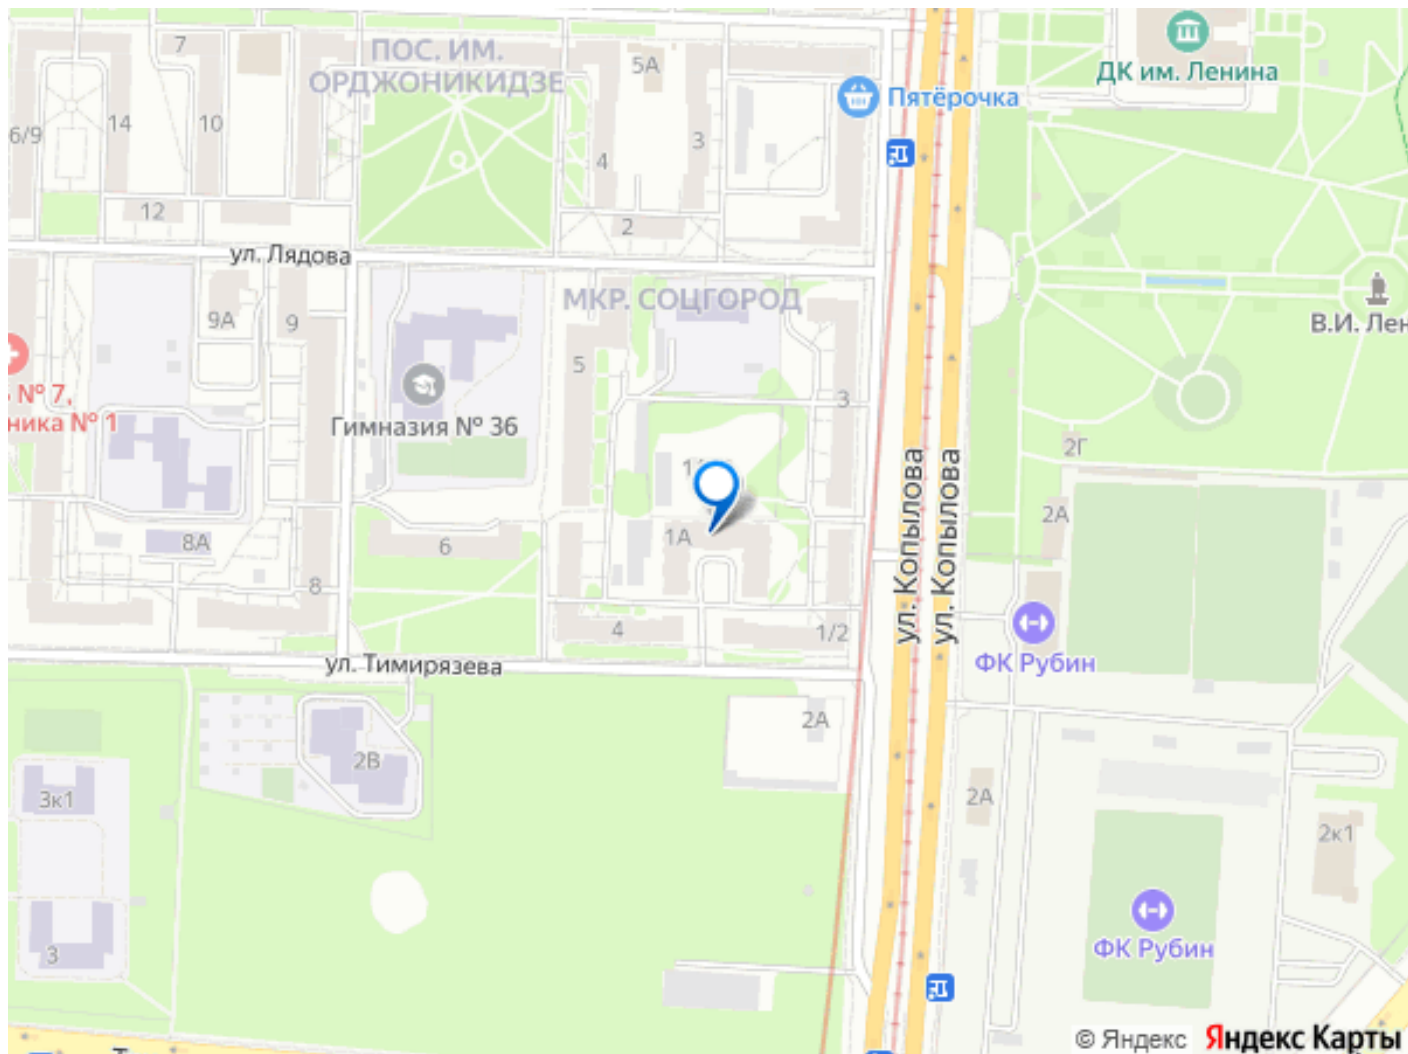 7
ПОС. ИМ.
ОРДЖОНИКИДЗЕ
5А
ДК им. Ленина
Пятёрочка
6/9
14
10
3
4
12
2
ул. Лядова
МКР. СОЦГОРОД
9А
9
В.И. Лен
5
№ 7,
ника № 1
3
Гимназия № 36
2Г
ул. Копылова
ул. Копылова
2А
1А
6
8А
8
4
1/2
ФК Рубин
ул. Тимирязева
2А
2В
3к1
2А
2к1
ФК Рубин
3
© Яндекс
Яндекс Карты